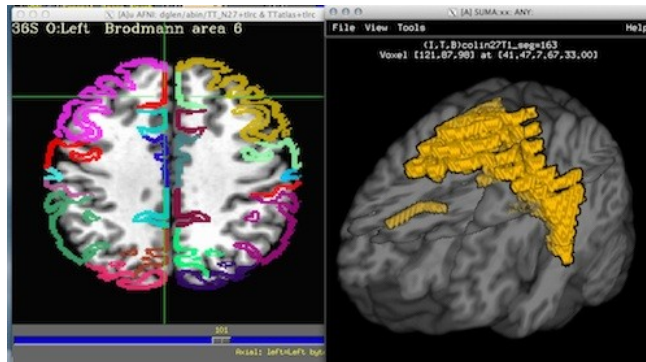 [A]u AFNI: dglen/abin/TT_N27+tlrc & TTatlas+tlrc
36S 0:Left Brodmann area 6
101
Axial: left=Left
[A] SUMA:xx: ANY:
File View Tools Help
(I,T,B)colin27T1_seg=163
Voxel [121,87,98] at [41,47,7.67,33.00]